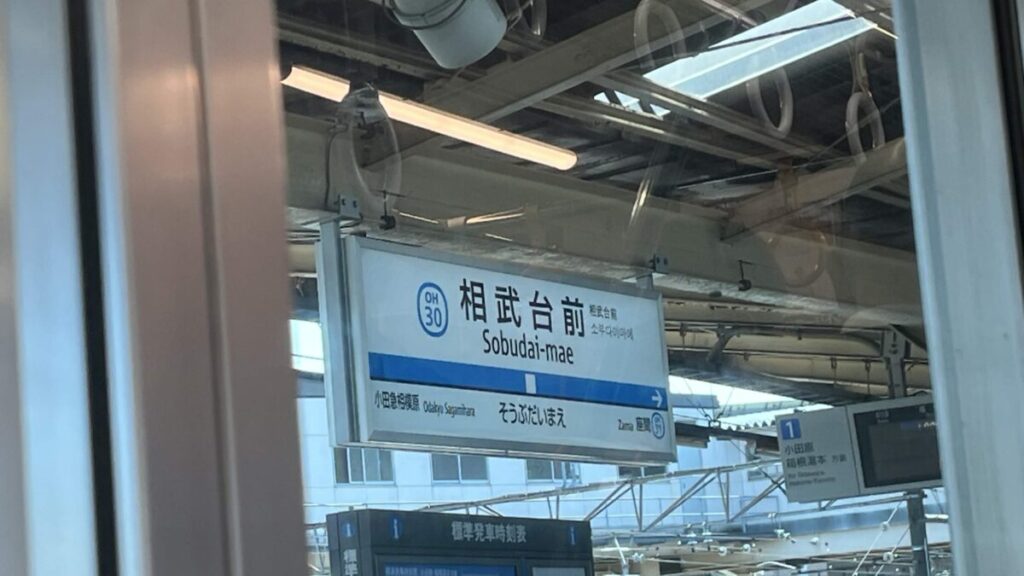 OH
30
相武台前
相武台前
소부다이마에
Sobudai-mae
小田急相模原 Odakyu Sagamihara
そうぶだいまえ
Zama 座間
1
小田原
箱根湯本 方面
1
1
標準発車時刻表